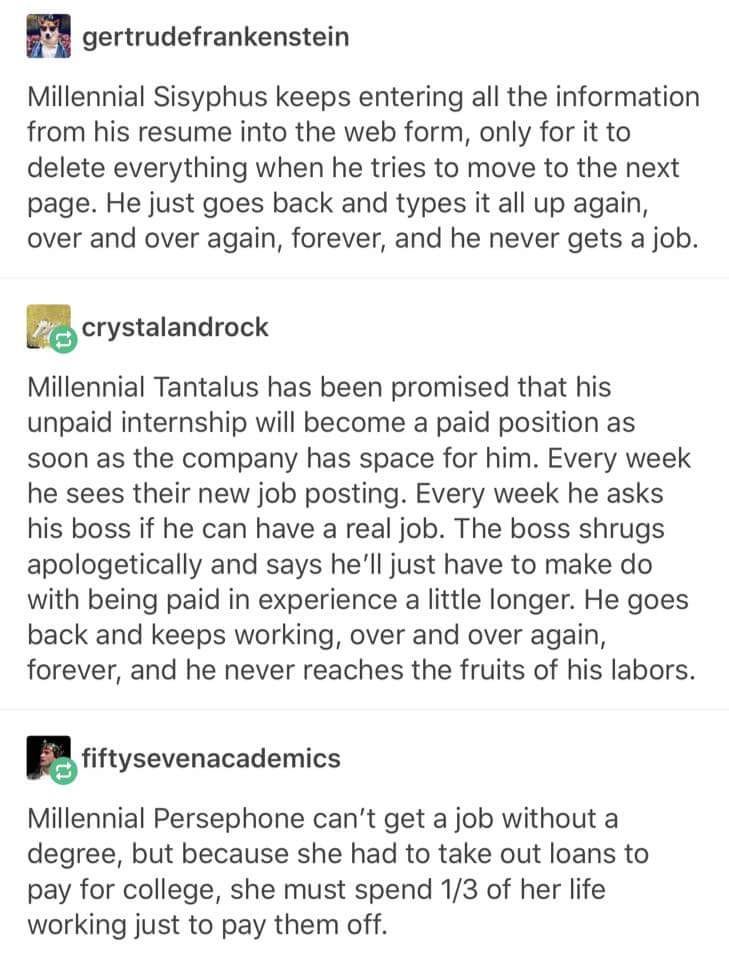 gertrudefrankenstein
Millennial Sisyphus keeps entering all the information
from his resume into the web form, only for it to
delete everything when he tries to move to the next
page. He just goes back and types it all up again,
over and over again, forever, and he never gets a job.
crystalandrock
Millennial Tantalus has been promised that his
unpaid internship will become a paid position as
soon as the company has space for him. Every week
he sees their new job posting. Every week he asks
his boss if he can have a real job. The boss shrugs
apologetically and says he’ll just have to make do
with being paid in experience a little longer. He goes
back and keeps working, over and over again,
forever, and he never reaches the fruits of his labors.
fiftysevenacademics
Millennial Persephone can’t get a job without a
degree, but because she had to take out loans to
pay for college, she must spend 1/3 of her life
working just to pay them off.